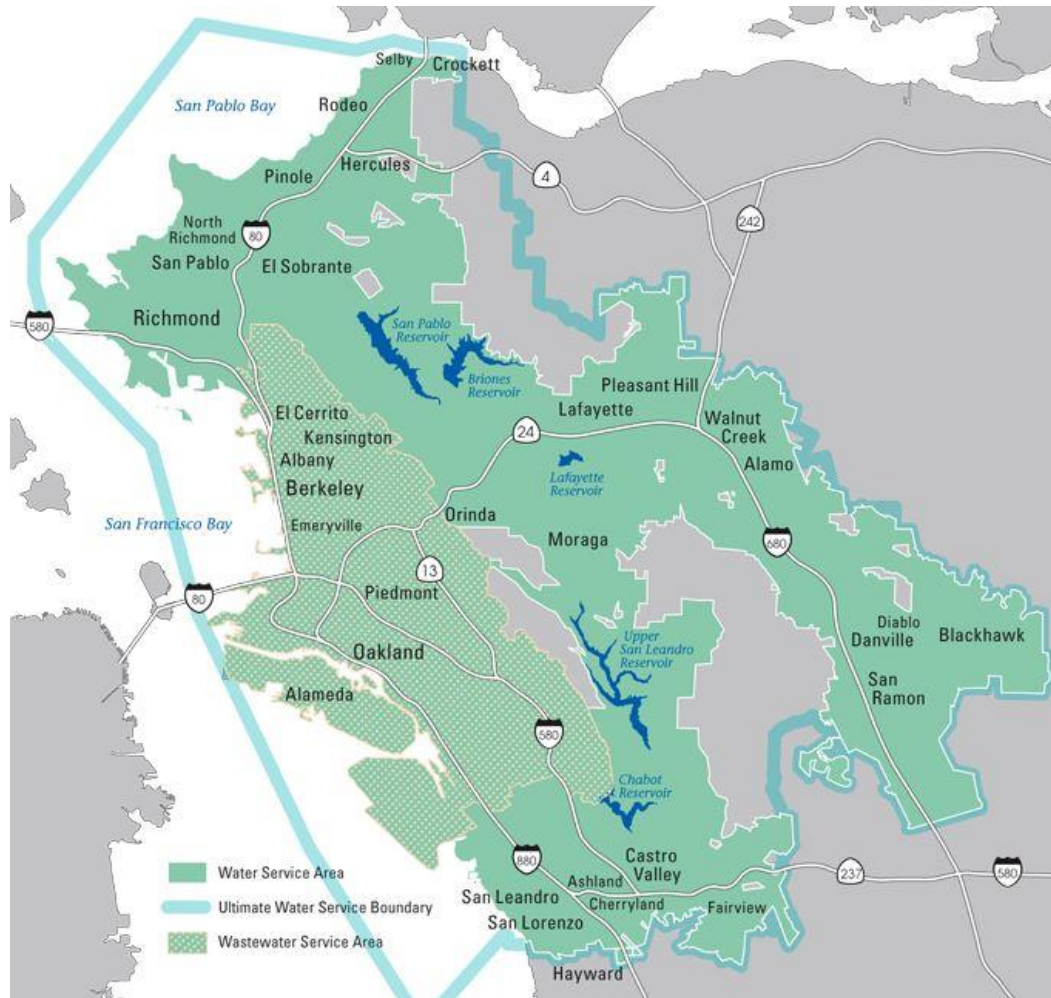 Selby
Crockett
San Pablo Bay
Rodeo
Hercules
4
Pinole
242
North
Richmond
80
San Pablo
El Sobrante
Richmond
580
San Pablo
Reservoir
Briones
Reservoir
Pleasant Hill
Lafayette
El Cerrito
Kensington
24
Walnut
Creek
Albany
Alamo
Berkeley
Lafayette
Reservoir
San Francisco Bay
Emeryville
Orinda
Moraga
680
13
80
Piedmont
Diablo
Danville
Blackhawk
Upper
San Leandro
Reservoir
Oakland
Alameda
San
Ramon
580
Chabot
Reservoir
880
Castro
Valley
Water Service Area
Ashland
237
580
San Leandro
Cherryland
Fairview
Ultimate Water Service Boundary
San Lorenzo
Wastewater Service Area
Hayward